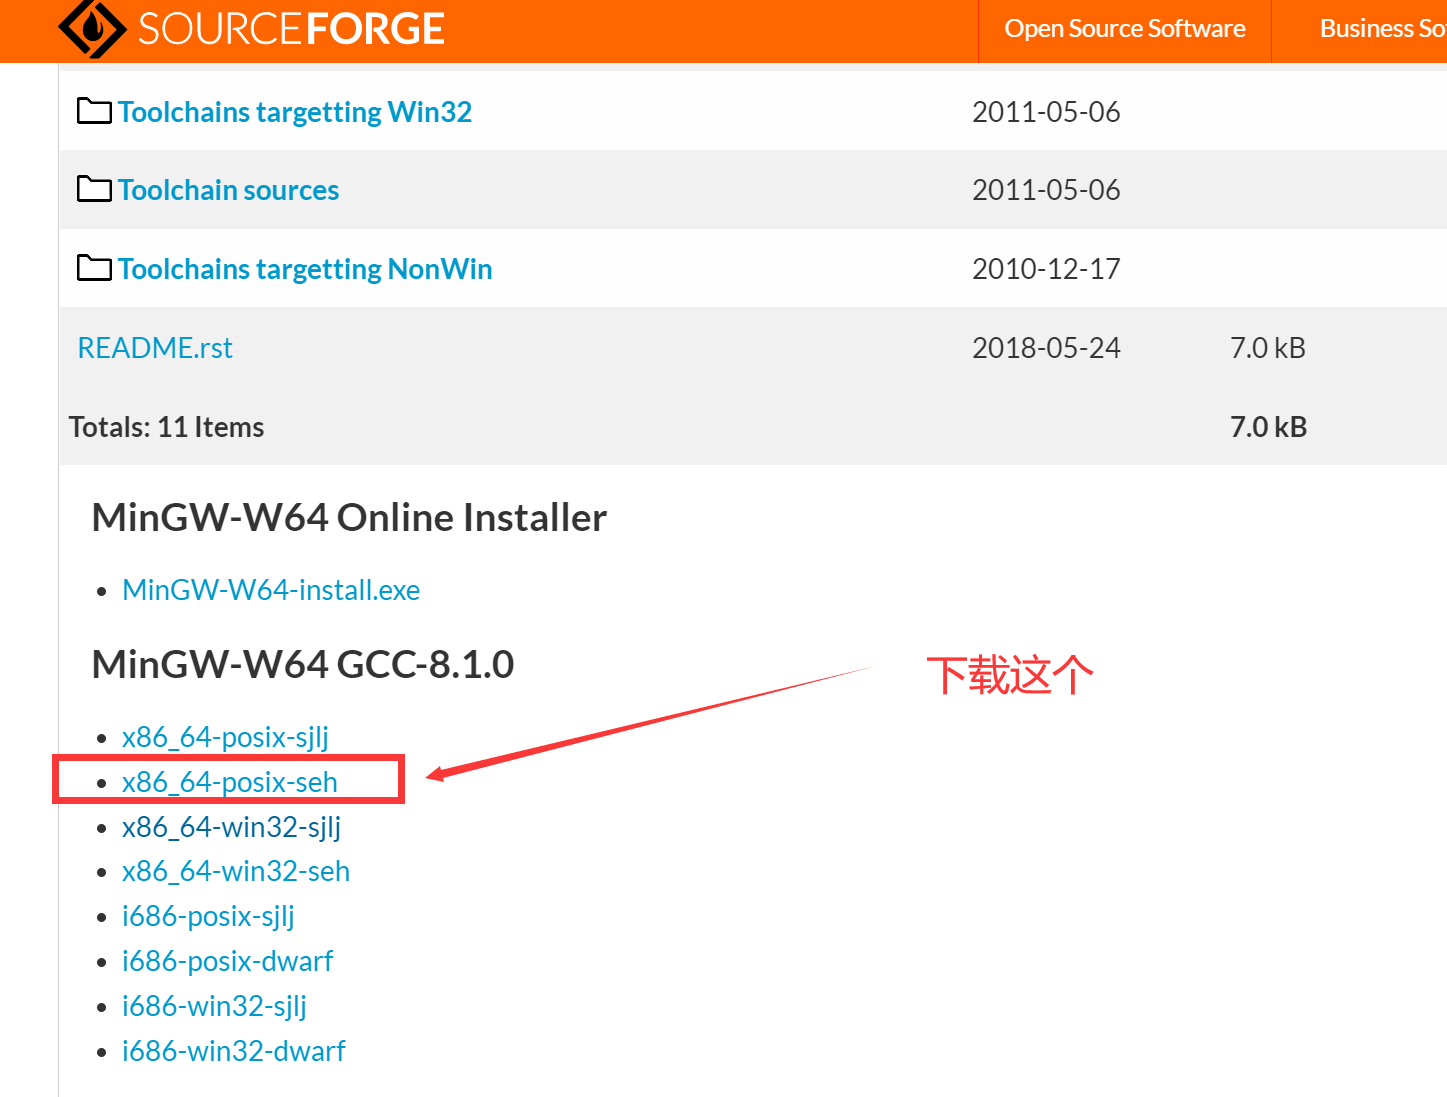 SOURCEFORGE
Open Source Software
Business So
Toolchains targetting Win32 2011-05-06
Toolchain sources 2011-05-06
Toolchains targetting NonWin 2010-12-17
README.rst 2018-05-24 7.0 kB
Totals: 11 Items 7.0 kB
MinGW-W64 Online Installer
MinGW-W64-install.exe
MinGW-W64 GCC-8.1.0
下载这个
x86_64-posix-sjlj
x86_64-posix-seh
x86_64-win32-sjlj
x86_64-win32-seh
i686-posix-sjlj
i686-posix-dwarf
i686-win32-sjlj
i686-win32-dwarf